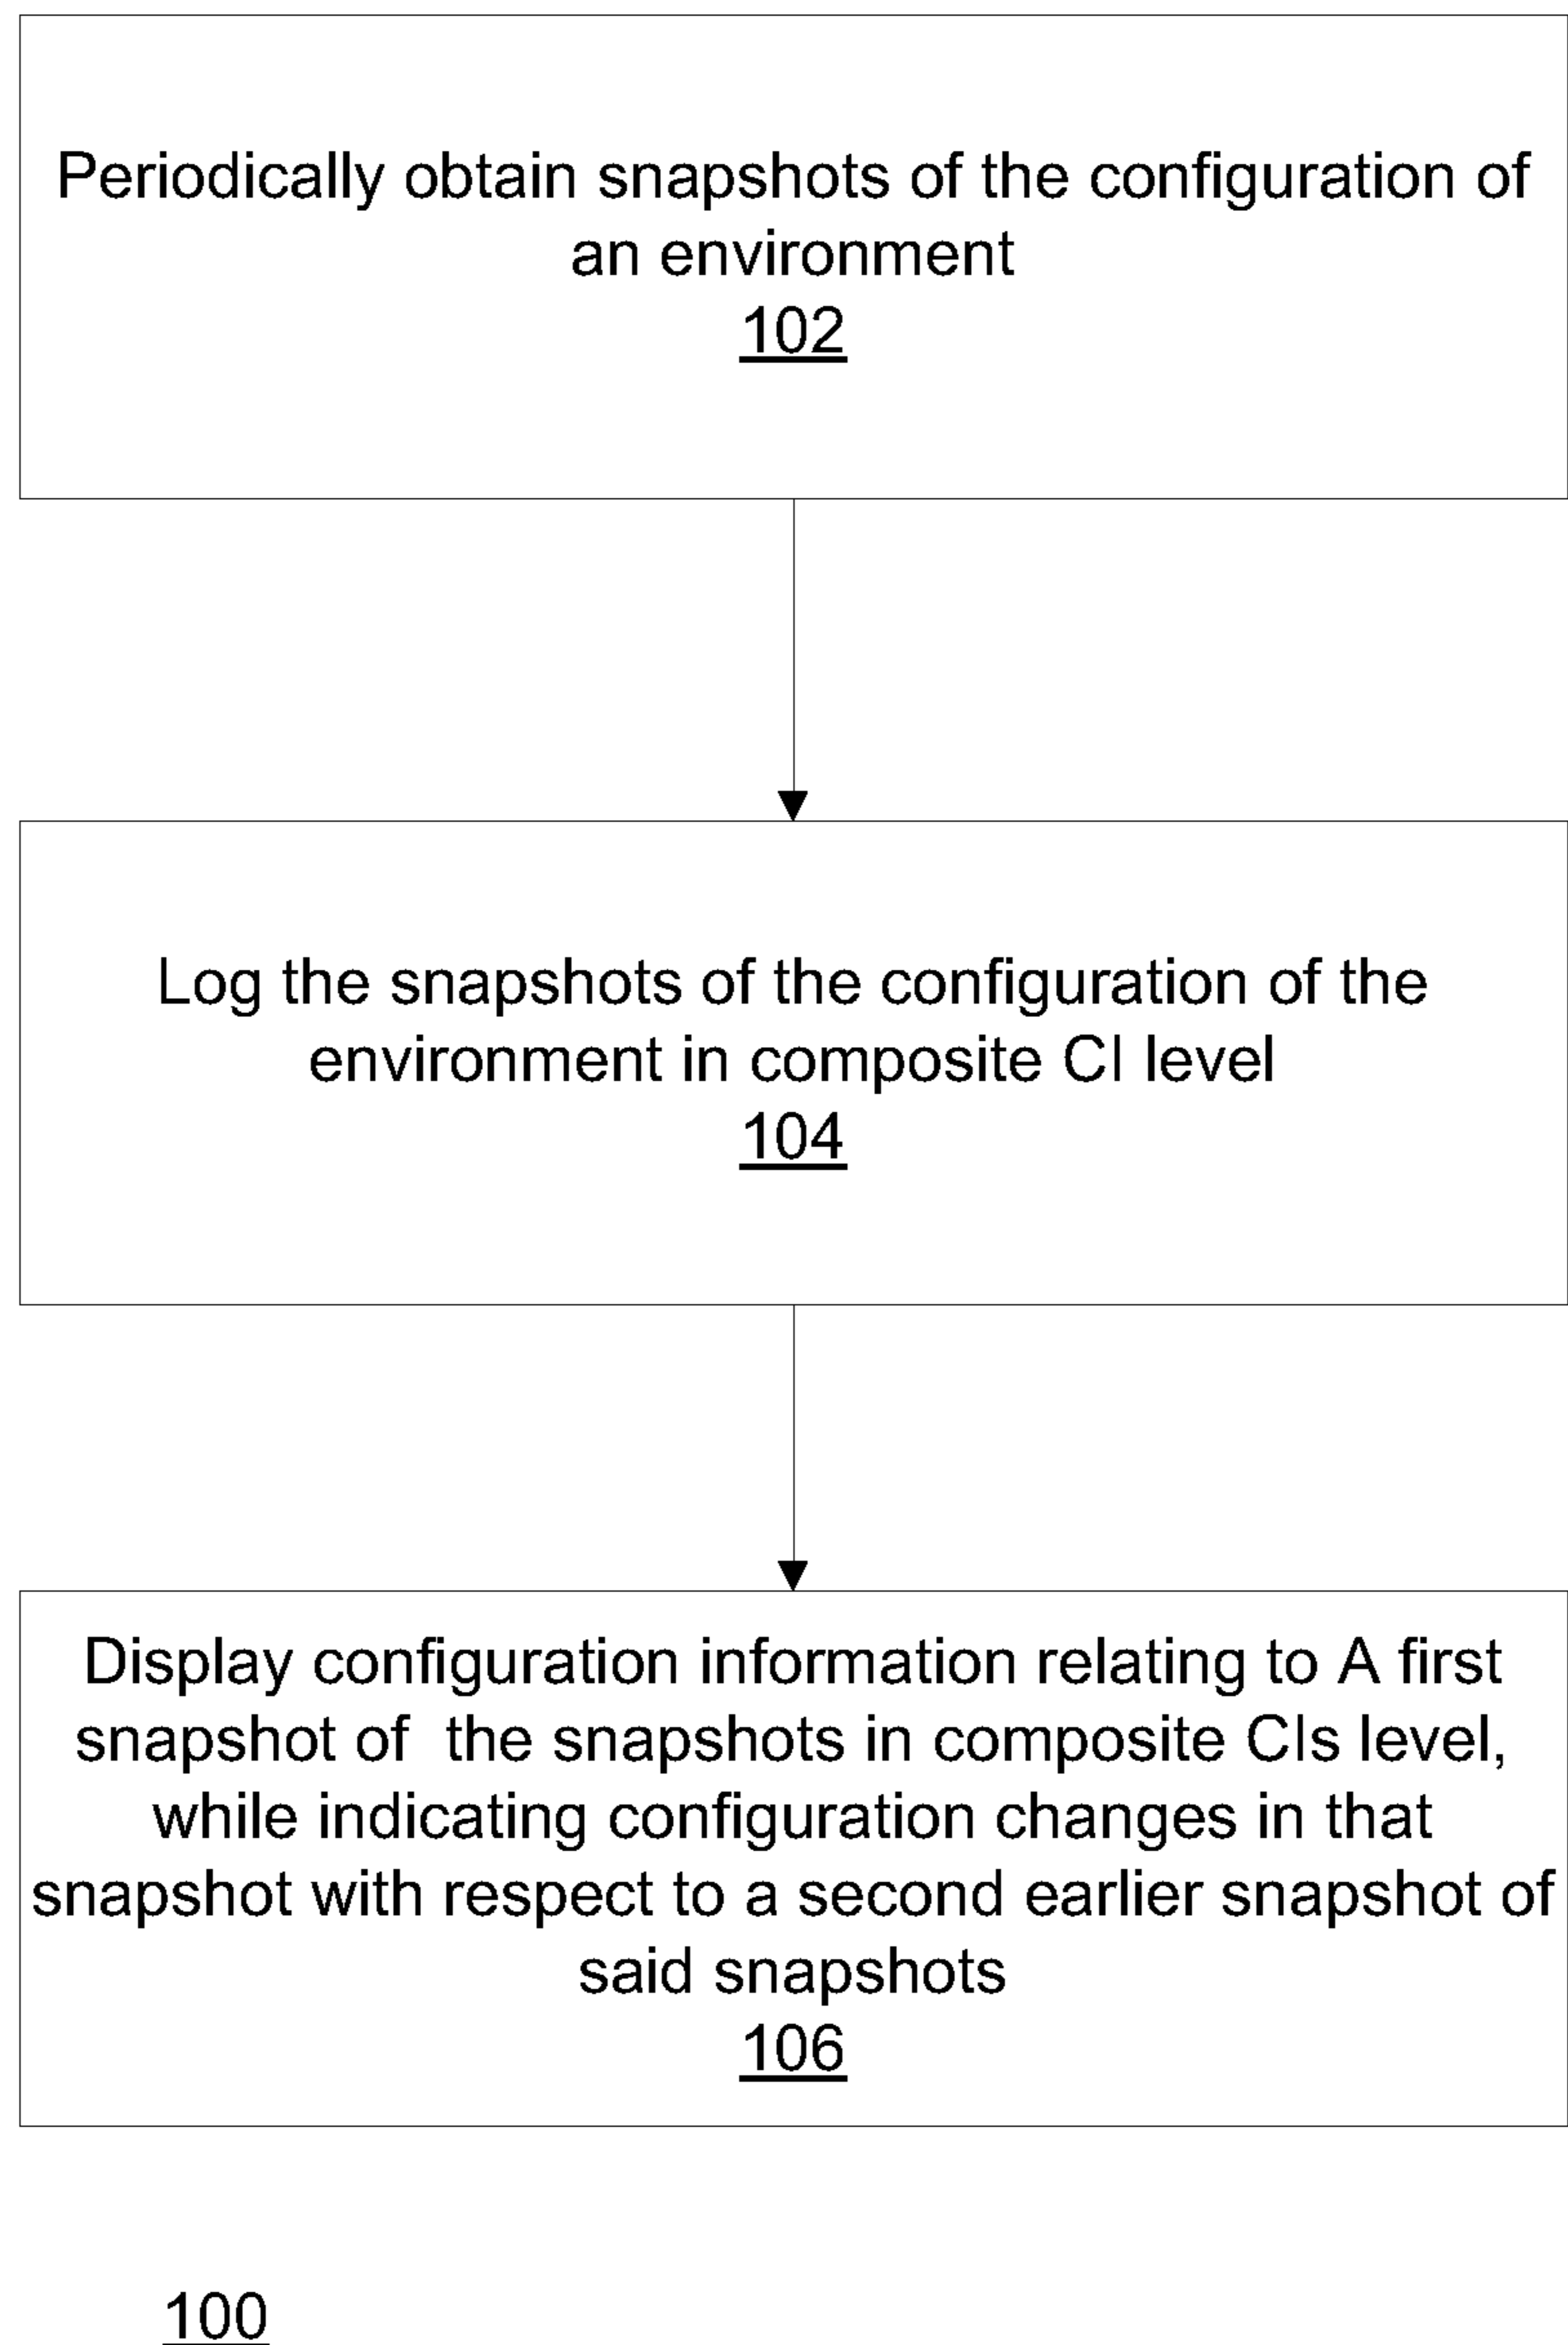 Periodically obtain snapshots of the configuration of
an environment
102
Log the snapshots of the configuration of the
environment in composite CI level
104
Display configuration information relating to A first
snapshot of  the snapshots in composite CIs level,
while indicating configuration changes in that
snapshot with respect to a second earlier snapshot of
said snapshots
106
100